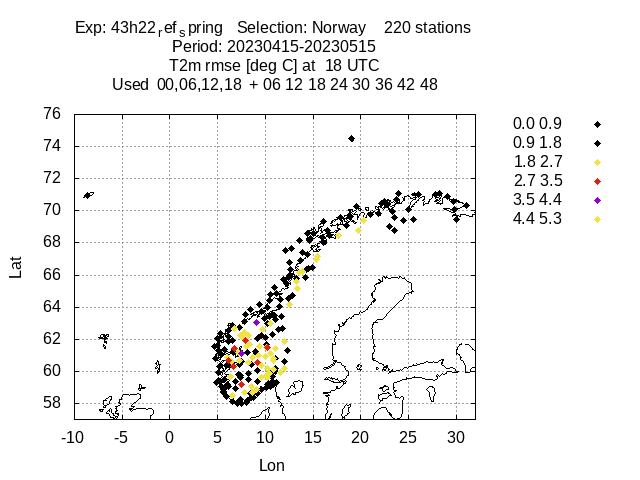 Exp: 43h22ref_spring   Selection: Norway    220 stations
Period: 20230415-20230515
T2m rmse [deg C] at  18 UTC
Used  00,06,12,18  + 06 12 18 24 30  36 42 48
76
74
72
70
68
66
64
62
60
58
Lat
-10 -5 0 5 10 15 20 25 30
Lon
0.0 0.9
0.9 1.8
1.8 2.7
2.7 3.5
3.5 4.4
4.4 5.3